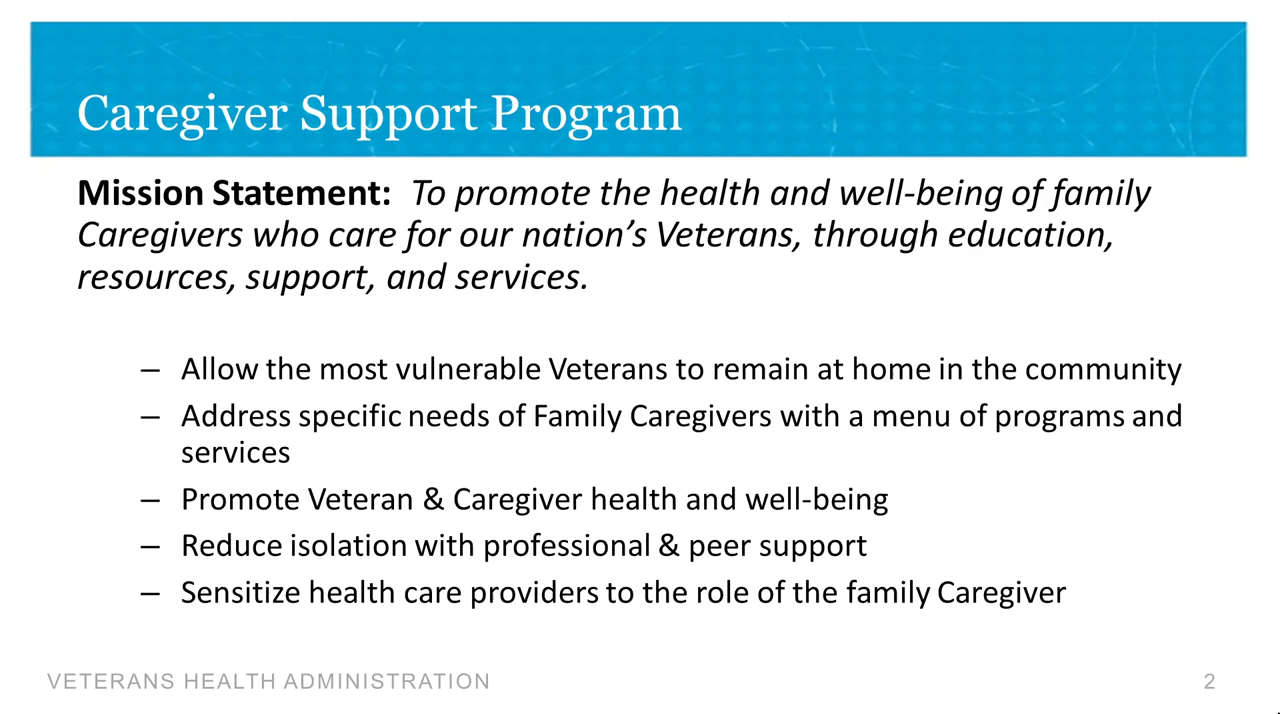 Caregiver Support Program
Mission Statement: To promote the health and well-being of family
Caregivers who care for our nation’s Veterans, through education,
resources, support, and services.
– Allow the most vulnerable Veterans to remain at home in the community
– Address specific needs of Family Caregivers with a menu of programs and
services
– Promote Veteran & Caregiver health and well-being
– Reduce isolation with professional & peer support
– Sensitize health care providers to the role of the family Caregiver
VETERANS HEALTH ADMINISTRATION
2